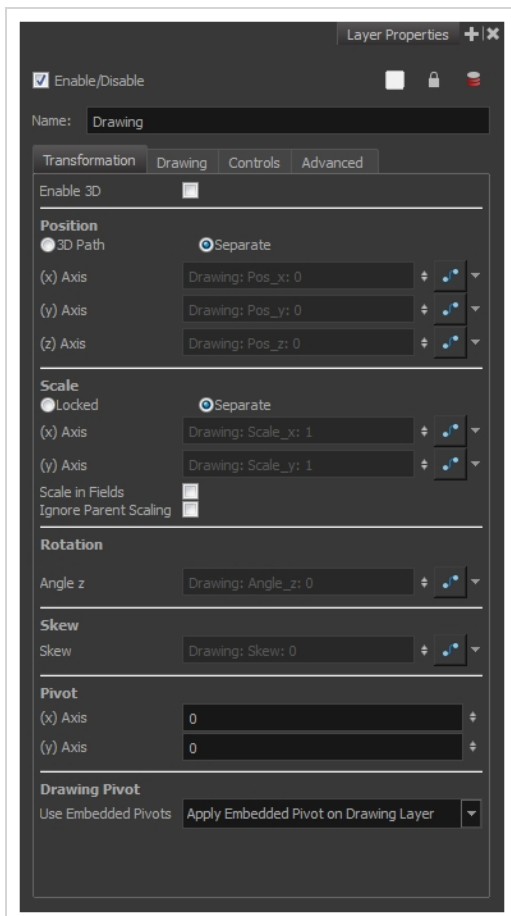 Layer Properties
Enable/Disable
Name: Drawing
Transformation Drawing Controls Advanced
Enable 3D
Position
3D Path Separate
(x) Axis Drawing: Pos_x: 0
(y) Axis Drawing: Pos_y: 0
(z) Axis Drawing: Pos_z: 0
Scale
Locked Separate
(x) Axis Drawing: Scale_x: 1
(y) Axis Drawing: Scale_y: 1
Scale in Fields
Ignore Parent Scaling
Rotation
Angle z Drawing: Angle_z: 0
Skew
Skew Drawing: Skew: 0
Pivot
(x) Axis 0
(y) Axis 0
Drawing Pivot
Use Embedded Pivots Apply Embedded Pivot on Drawing Layer